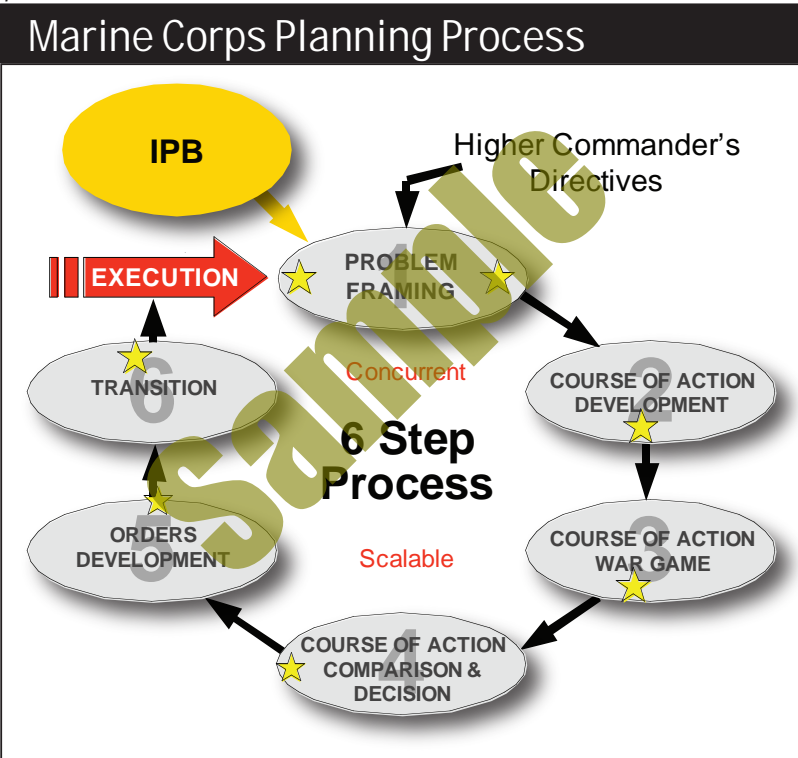 Marine Corps Planning Process
IPB
Higher Commander's
Directives
EXECUTION
1
PROBLEM
FRAMING
2
COURSE OF ACTION
DEVELOPMENT
3
COURSE OF ACTION
WAR GAME
4
COURSE OF ACTION
COMPARISON &
DECISION
5
ORDERS
DEVELOPMENT
6
TRANSITION
Concurrent
6 Step
Process
Scalable
Sample